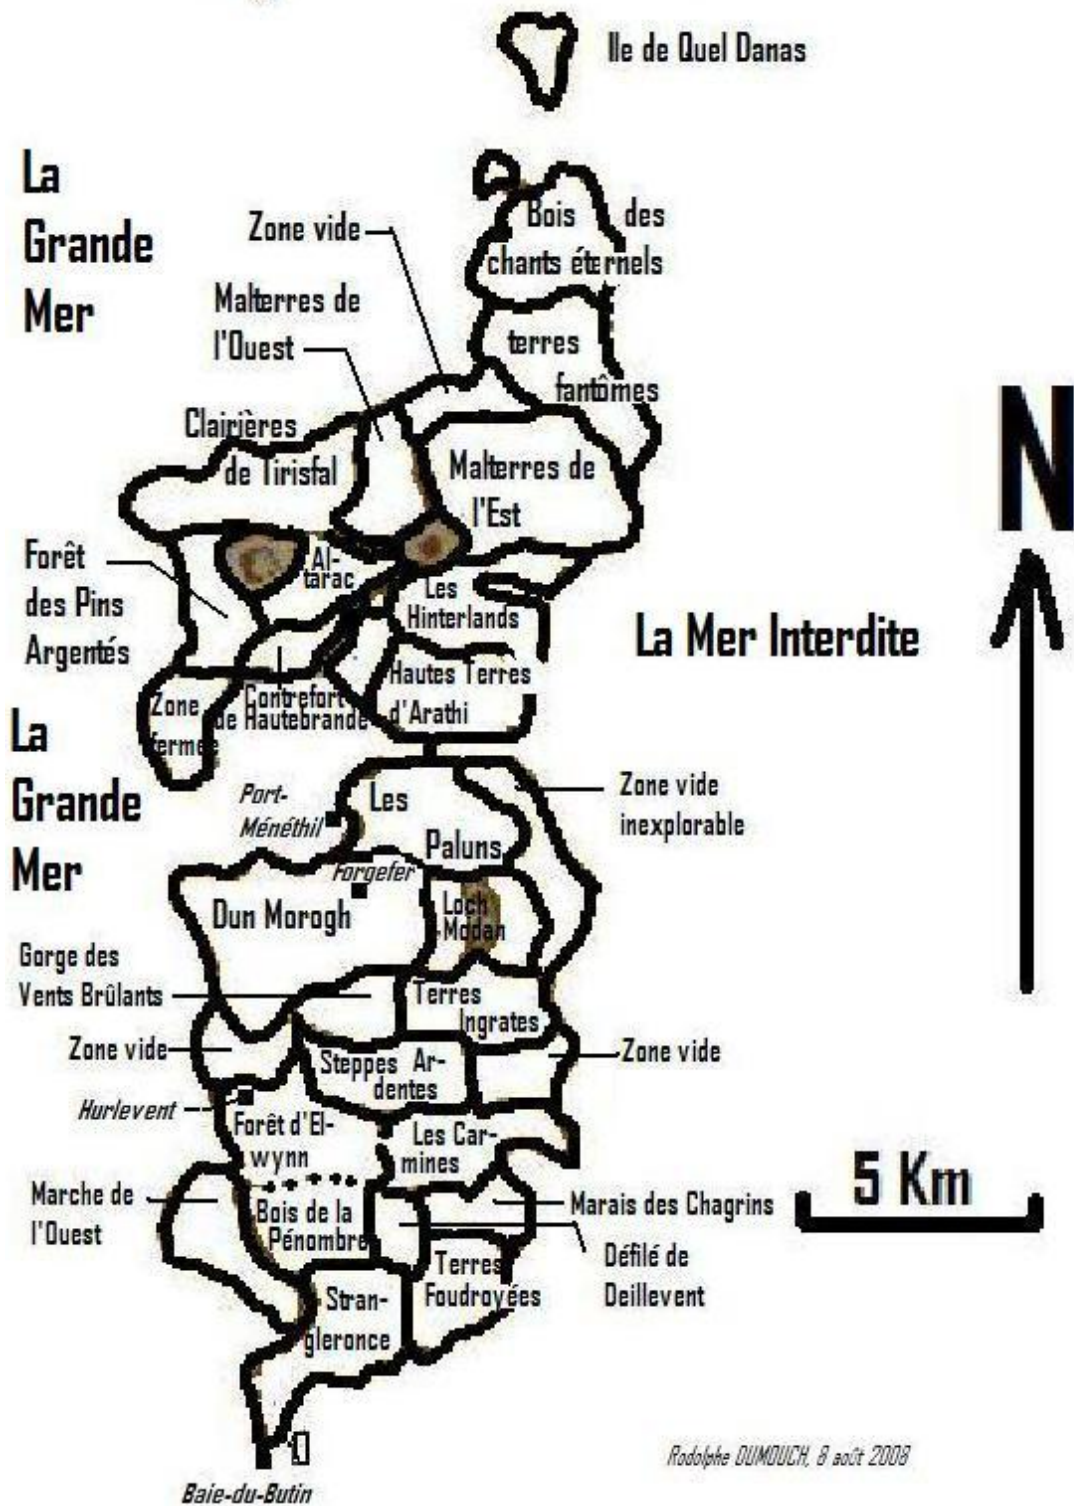 Ile de Quel Danas
La
Grande
Mer
Bois des
chants éternels
Zone vide
Malterres de
l'Ouest
terres
fantômes
Clairières
de Tirisfal
Malterres de
l'Est
N
Forêt
des Pins
Argentés
Al-
tarac
Les
Hinterlands
La Mer Interdite
Hautes Terres
d'Arathi
Zone
fermée
Contrefort
de Hautebrande
La
Grande
Mer
Port-
Ménéthil
Les
Paluns
Zone vide
inexplorable
Forgefer
Dun Morogh
Loch
Modan
Gorge des
Vents Brûlants
Terres
Ingrates
Zone vide
Steppes Ar-
dentes
Zone vide
Hurlevent
Forêt d'El-
wynn
Les Car-
mines
5 Km
Marche de
l'Ouest
Bois de la
Pénombre
Marais des Chagrins
Défilé de
Deillevent
Terres
Foudroyées
Stran-
gleronce
Rodolphe DUMOUCH, 8 août 2008
Baie-du-Butin